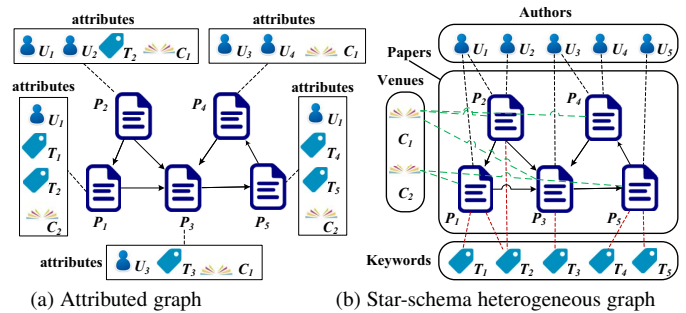 attributes
attributes
U1 U2 T2 C1
U3 U4 C1
attributes
attributes
P2
P4
U1
T1
T2
C2
U1
T4
T5
C2
P1
P3
P5
attributes
U3 T3 C1
(a) Attributed graph
Authors
U1 U2 U3 U4 U5
Papers
Venues
P2
P4
C1
C2
P1
P3
P5
Keywords
T1 T2 T3 T4 T5
(b) Star-schema heterogeneous graph